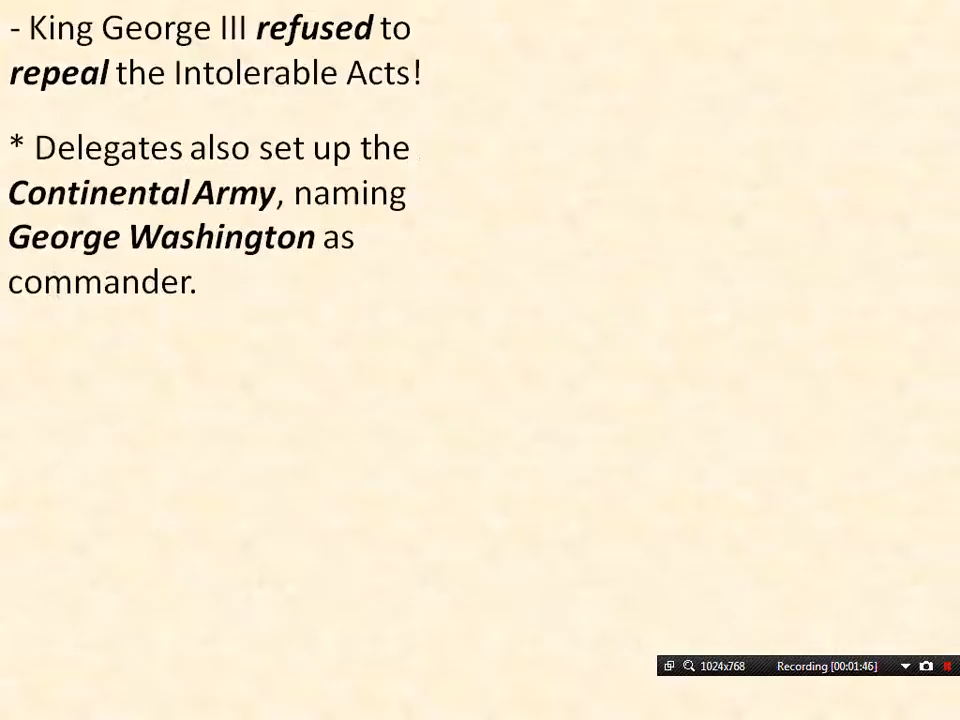 - King George III refused to
repeal the Intolerable Acts!
* Delegates also set up the
Continental Army, naming
George Washington as
commander.
1024x768 Recording [00:01:46]